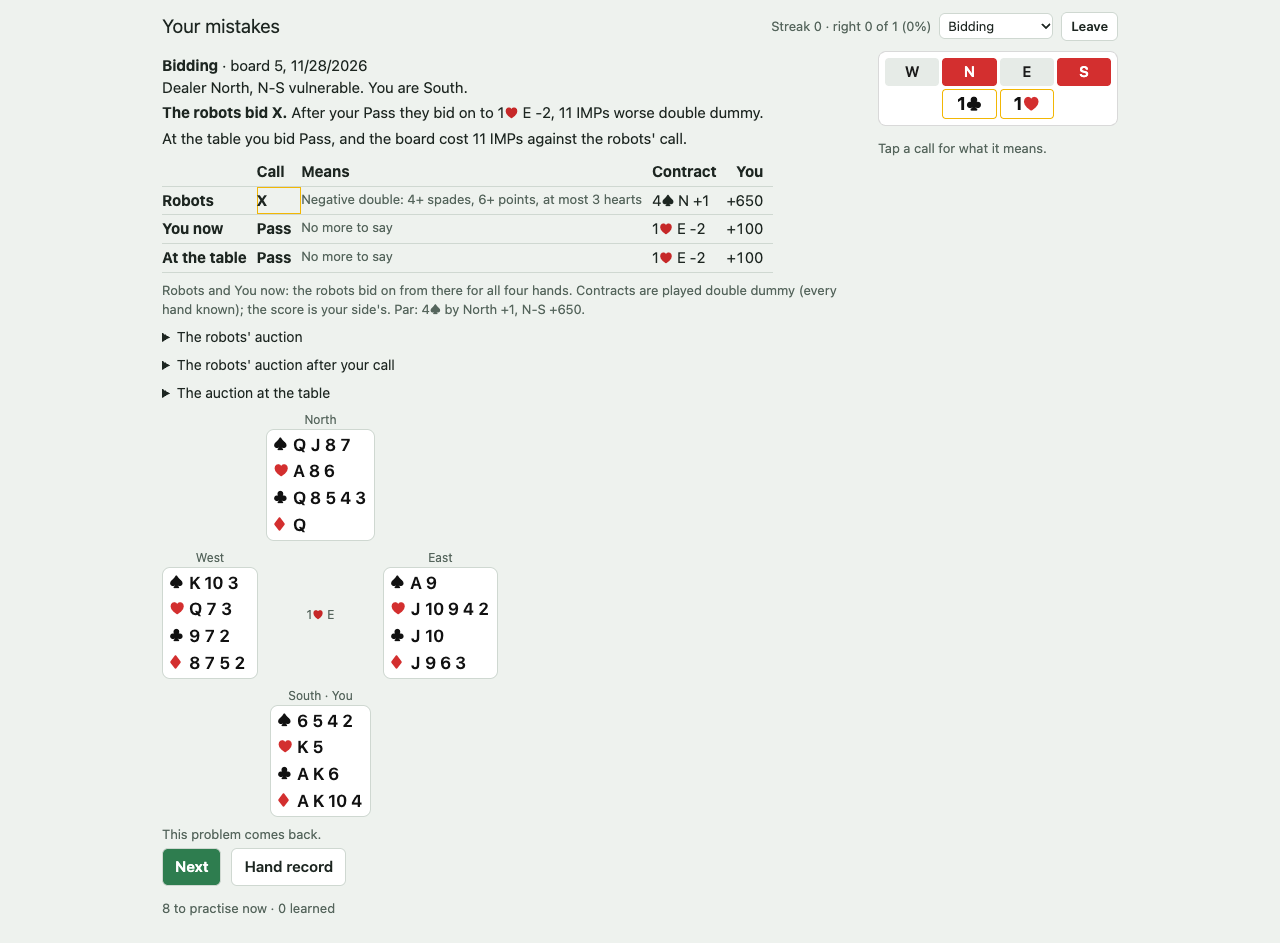 Your mistakes
Streak 0 · right 0 of 1 (0%)
Bidding
Leave
Bidding · board 5, 11/28/2026
Dealer North, N-S vulnerable. You are South.
The robots bid X. After your Pass they bid on to 1♥ E -2, 11 IMPs worse double dummy.
At the table you bid Pass, and the board cost 11 IMPs against the robots' call.
W N E S
1♣ 1♥
Tap a call for what it means.
Call Means Contract You
Robots X Negative double: 4+ spades, 6+ points, at most 3 hearts 4♠ N +1 +650
You now Pass No more to say 1♥ E -2 +100
At the table Pass No more to say 1♥ E -2 +100
Robots and You now: the robots bid on from there for all four hands. Contracts are played double dummy (every
hand known); the score is your side's. Par: 4♠ by North +1, N-S +650.
▶ The robots' auction
▶ The robots' auction after your call
▶ The auction at the table
North
♠ Q J 8 7
♥ A 8 6
♣ Q 8 5 4 3
♦ Q
West
♠ K 10 3
♥ Q 7 3
♣ 9 7 2
♦ 8 7 5 2
1♥ E
East
♠ A 9
♥ J 10 9 4 2
♣ J 10
♦ J 9 6 3
South · You
♠ 6 5 4 2
♥ K 5
♣ A K 6
♦ A K 10 4
This problem comes back.
Next
Hand record
8 to practise now · 0 learned